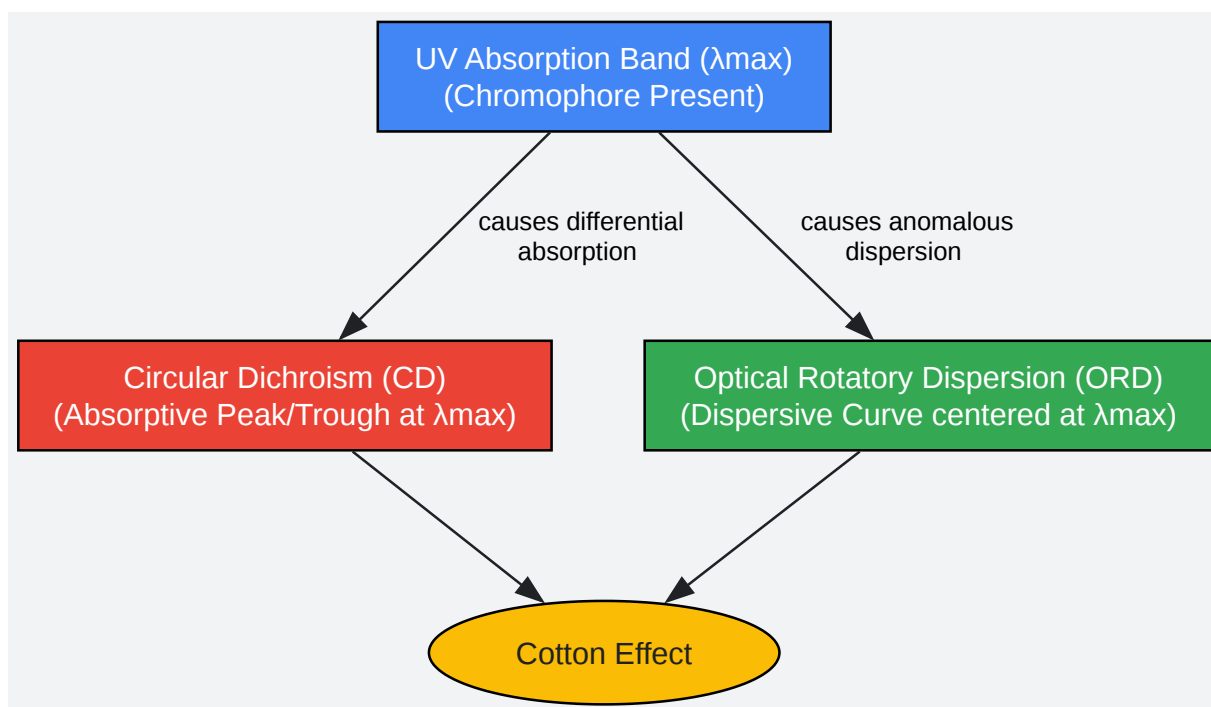 UV Absorption Band (λmax)
(Chromophore Present)
causes differential
absorption
causes anomalous
dispersion
Circular Dichroism (CD)
(Absorptive Peak/Trough at λmax)
Optical Rotatory Dispersion (ORD)
(Dispersive Curve centered at λmax)
Cotton Effect